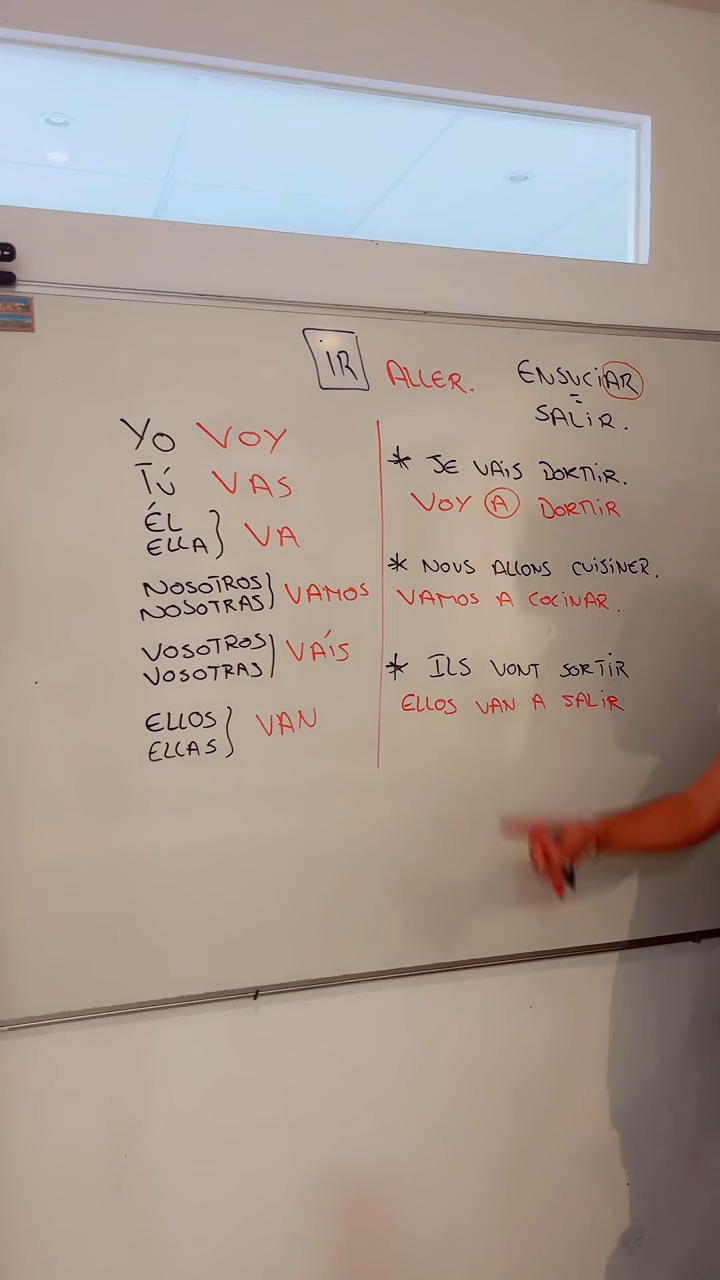 IR ALLER. ENSUCIAR
=
SALIR.
YO VOY
TÚ VAS
ÉL
ELLA } VA
NOSOTROS
NOSOTRAS } VAMOS
VOSOTROS
VOSOTRAS } VAÍS
ELLOS
ELLAS } VAN
* JE VAIS DORMIR.
VOY A DORMIR
* NOUS ALLONS CUISINER.
VAMOS A COCINAR.
* ILS VONT SORTIR
ELLOS VAN A SALIR